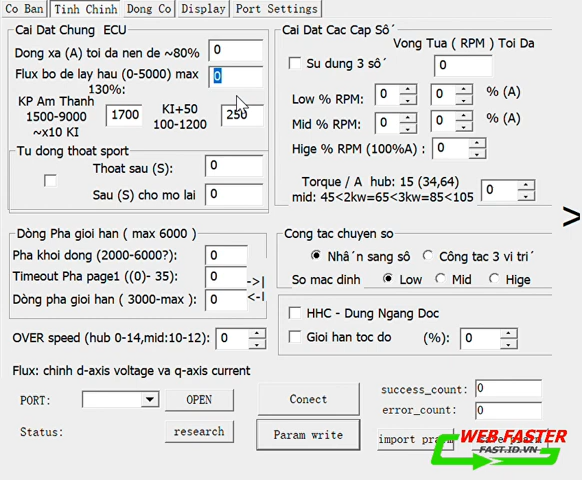 Co Ban Tinh Chinh Dong Co Display Port Settings
Cai Dat Chung ECU
Dong xa (A) toi da nen de ~80% 0
Flux bo de lay hau (0-5000) max 130%: 0
KP Am Thanh
1500-9000
~x10 KI
1700
KI+50
100-1200
250
Tu dong thoat sport
Thoat sau (S): 0
Sau (S) cho mo lai 0
Cai Dat Cac Cap Số
Su dung 3 số
Vong Tua ( RPM ) Toi Da
0
Low % RPM: 0 0 % (A)
Mid % RPM: 0 0 % (A)
Hige % RPM (100%A) : 0
Torque / A hub: 15 (34,64)
mid: 45<2kw=65<3kw=85<105
0
>
Dòng Pha gioi han ( max 6000 )
Pha khoi dong (2000-6000?): 0
Timeout Pha page1 ((0)- 35): 0 ->|
Dòng pha gioi han ( 3000-max ): 0 <-|
OVER speed (hub 0-14,mid:10-12): 0
Cong tac chuyen so
Nhấn sang số Công tac 3 vi trí
So mac dinh Low Mid Hige
HHC - Dung Ngang Doc
Gioi han toc do (%): 0
Flux: chinh d-axis voltage va q-axis current
PORT: OPEN Conect
Status: research Param write
success_count: 0
error_count: 0
import pram
WEB FASTER
FAST.ID.VN